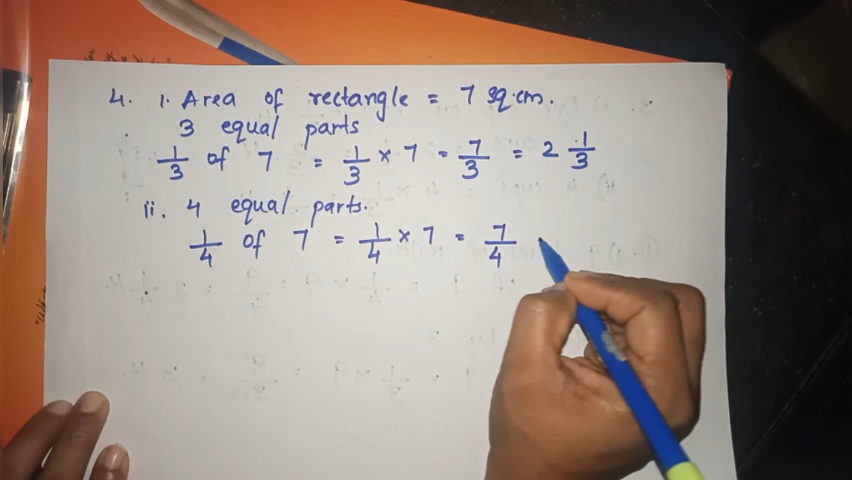 4. i. Area of rectangle = 7 sq.cm.
3 equal parts
1/3 of 7 = 1/3 × 7 = 7/3 = 2 1/3
ii. 4 equal parts.
1/4 of 7 = 1/4 × 7 = 7/4